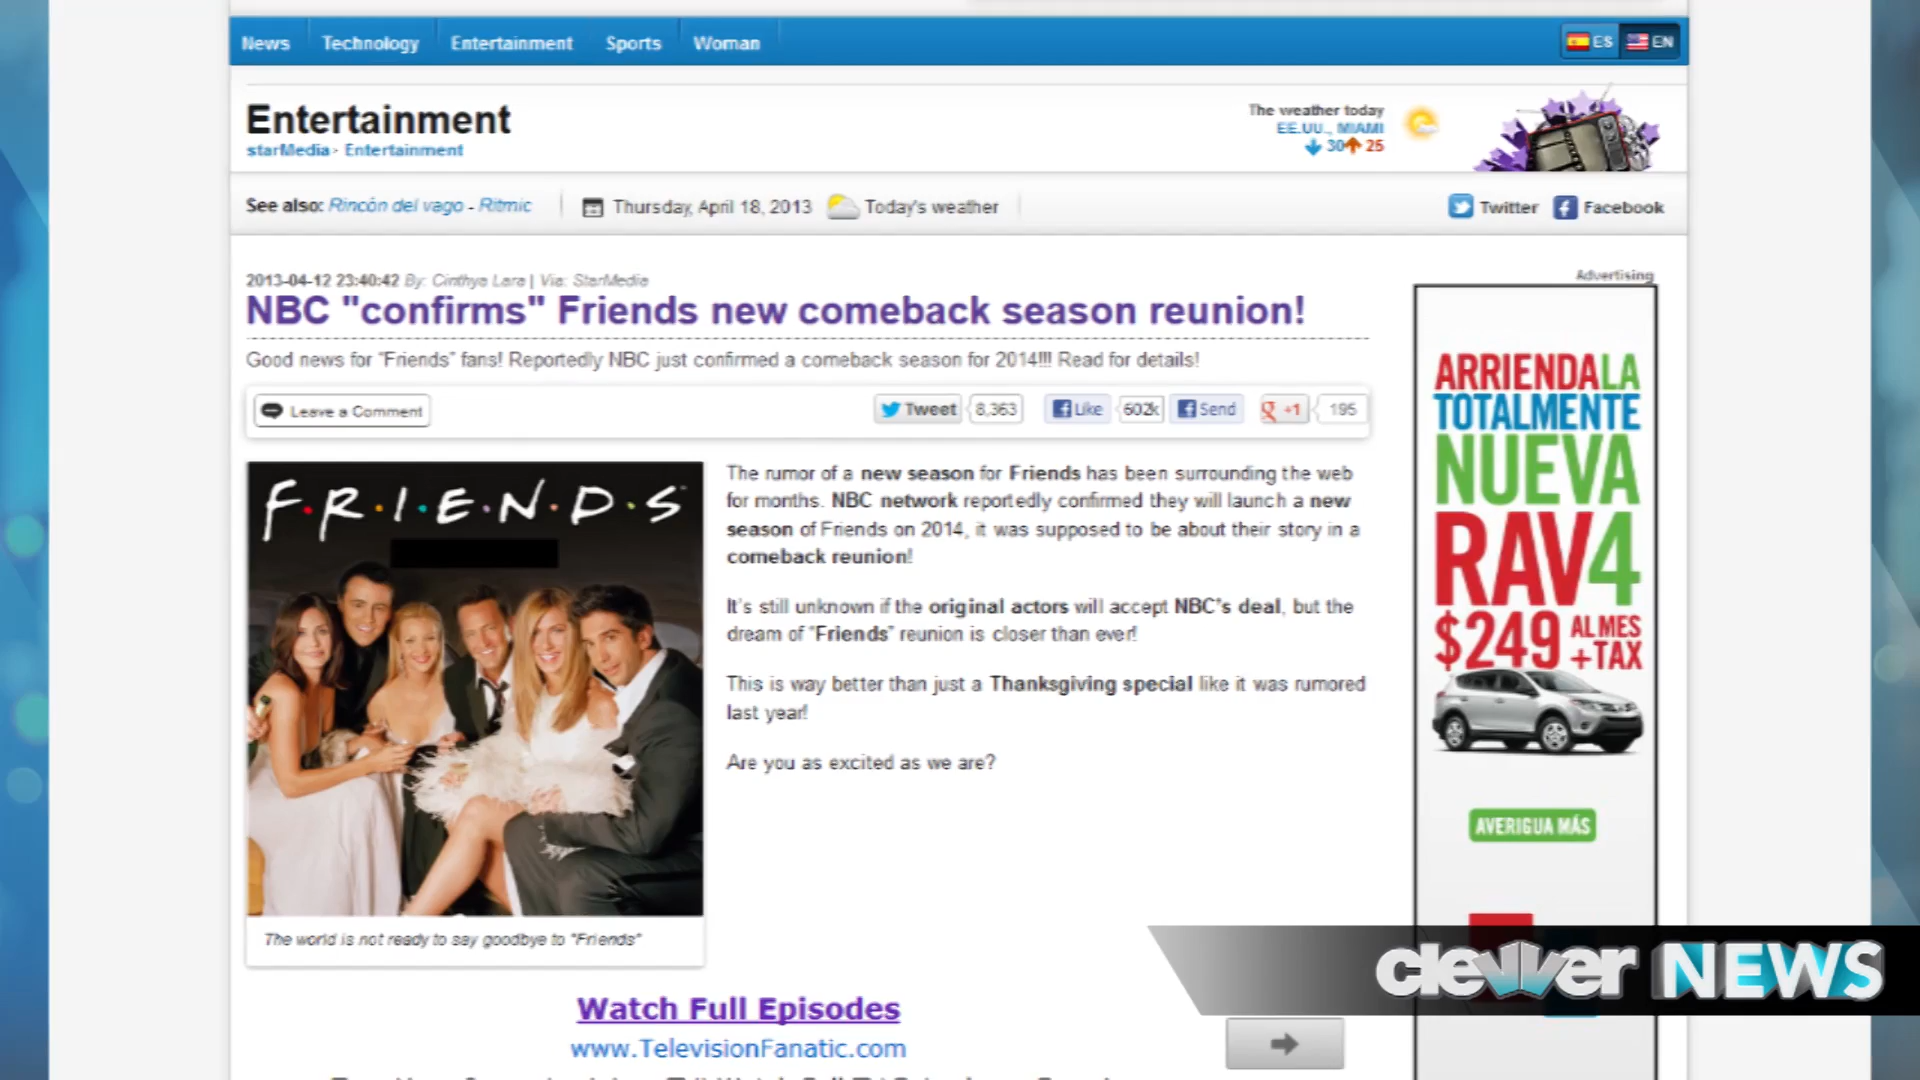 News Technology Entertainment Sports Woman
ES EN
Entertainment
starMedia > Entertainment
The weather today
EE.UU., MIAMI
30 25
See also: Rincón del vago - Ritmic
Thursday, April 18, 2013
Today's weather
Twitter Facebook
2013-04-12 23:40:42 By: Cinthya Lara | Via: StarMedia
NBC "confirms" Friends new comeback season reunion!
Good news for "Friends" fans! Reportedly NBC just confirmed a comeback season for 2014!!! Read for details!
Leave a Comment
Tweet 8,363 Like 602k Send +1 195
F·R·I·E·N·D·S
The rumor of a new season for Friends has been surrounding the web
for months. NBC network reportedly confirmed they will launch a new
season of Friends on 2014, it was supposed to be about their story in a
comeback reunion!
It's still unknown if the original actors will accept NBC's deal, but the
dream of "Friends" reunion is closer than ever!
This is way better than just a Thanksgiving special like it was rumored
last year!
Are you as excited as we are?
The world is not ready to say goodbye to "Friends"
Watch Full Episodes
www.TelevisionFanatic.com
Advertising
ARRIENDA LA
TOTALMENTE
NUEVA
RAV4
$249 AL MES
+TAX
AVERIGUA MÁS
clevver NEWS